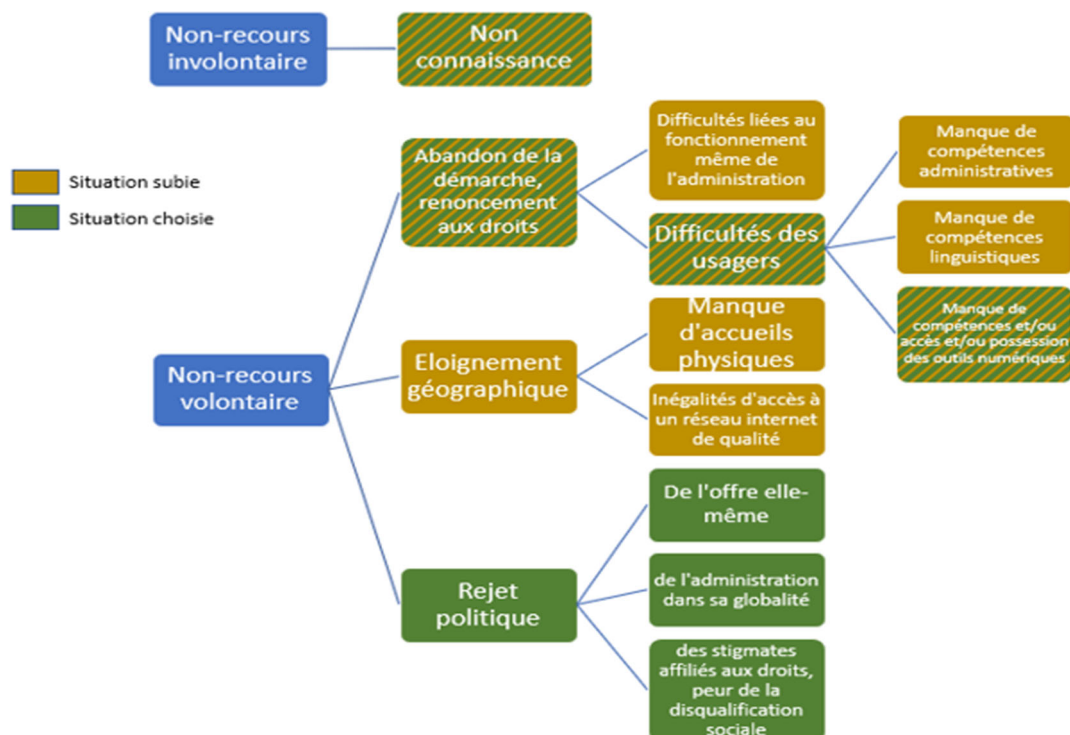 Non-recours
involontaire
Non
connaissance
Situation subie
Situation choisie
Abandon de la
démarche,
renoncement
aux droits
Difficultés liées au
fonctionnement
même de
l'administration
Difficultés des
usagers
Manque de
compétences
administratives
Manque de
compétences
linguistiques
Manque de
compétences et/ou
accès et/ou possession
des outils numériques
Non-recours
volontaire
Eloignement
géographique
Manque
d'accueils
physiques
Inégalités d'accès à
un réseau internet
de qualité
Rejet
politique
De l'offre elle-
même
de l'administration
dans sa globalité
des stigmates
affiliés aux droits,
peur de la
disqualification
sociale